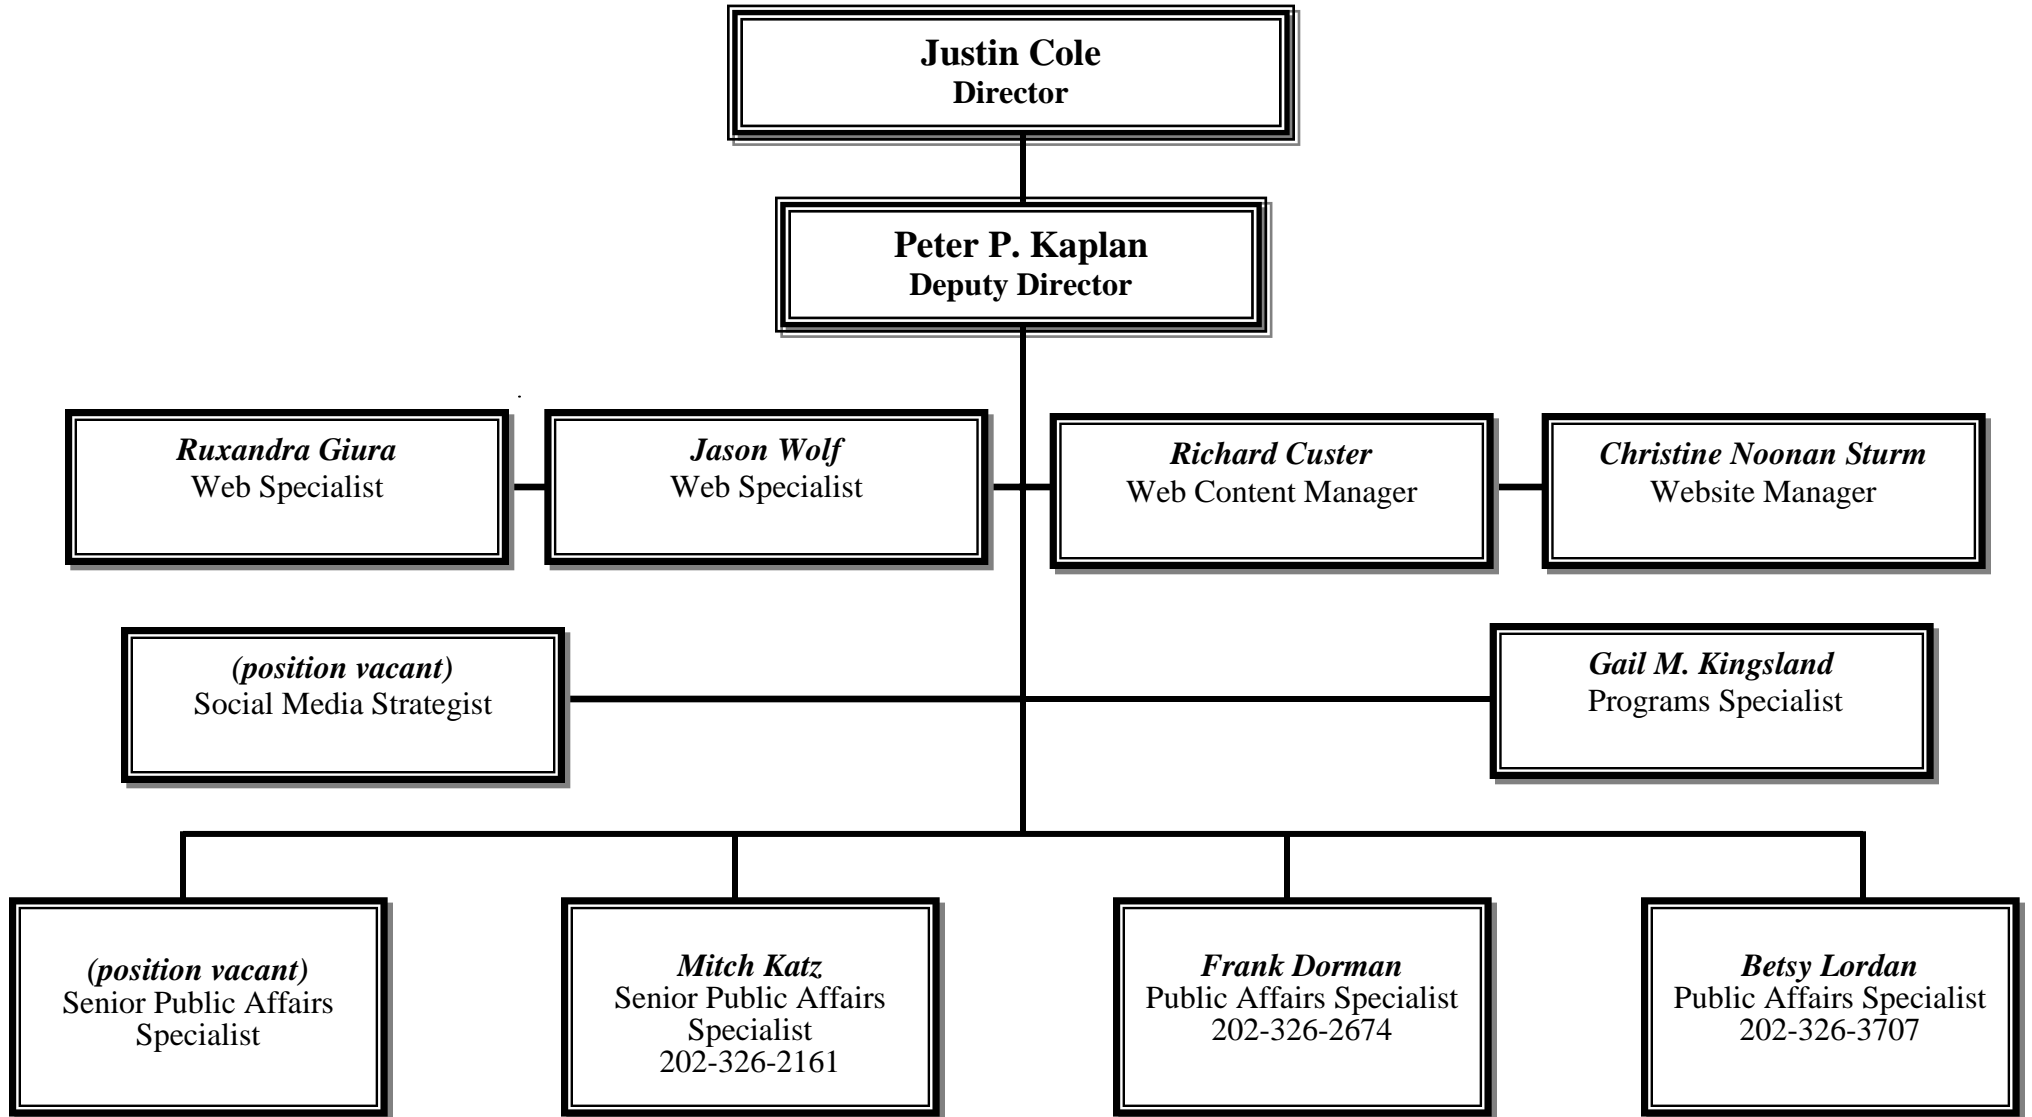 Justin Cole
Director
Peter P. Kaplan
Deputy Director
Ruxandra Giura
Web Specialist
Jason Wolf
Web Specialist
Richard Custer
Web Content Manager
Christine Noonan Sturm
Website Manager
(position vacant)
Social Media Strategist
Gail M. Kingsland
Programs Specialist
(position vacant)
Senior Public Affairs
Specialist
Mitch Katz
Senior Public Affairs
Specialist
202-326-2161
Frank Dorman
Public Affairs Specialist
202-326-2674
Betsy Lordan
Public Affairs Specialist
202-326-3707